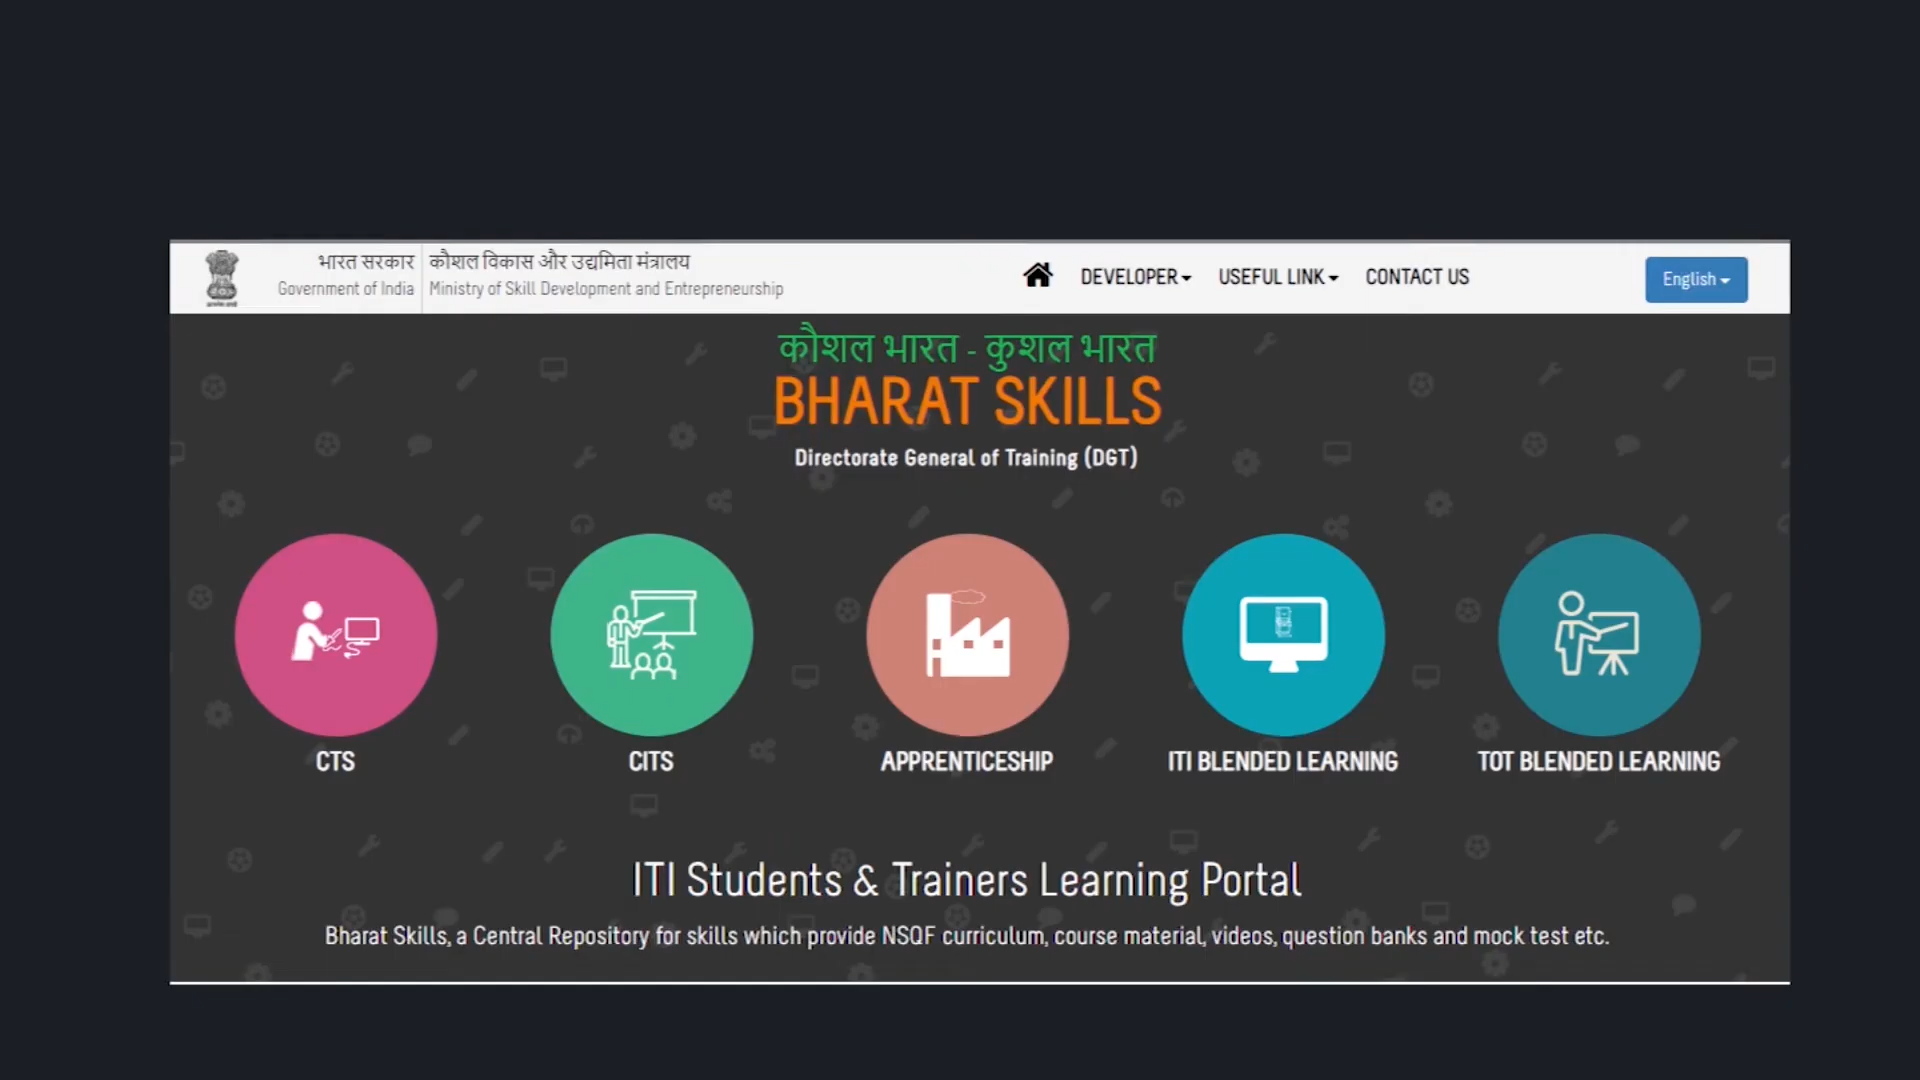 भारत सरकार
Government of India
कौशल विकास और उद्यमिता मंत्रालय
Ministry of Skill Development and Entrepreneurship
DEVELOPER
USEFUL LINK
CONTACT US
English
कौशल भारत - कुशल भारत
BHARAT SKILLS
Directorate General of Training (DGT)
CTS
CITS
APPRENTICESHIP
ITI BLENDED LEARNING
TOT BLENDED LEARNING
ITI Students & Trainers Learning Portal
Bharat Skills, a Central Repository for skills which provide NSQF curriculum, course material, videos, question banks and mock test etc.